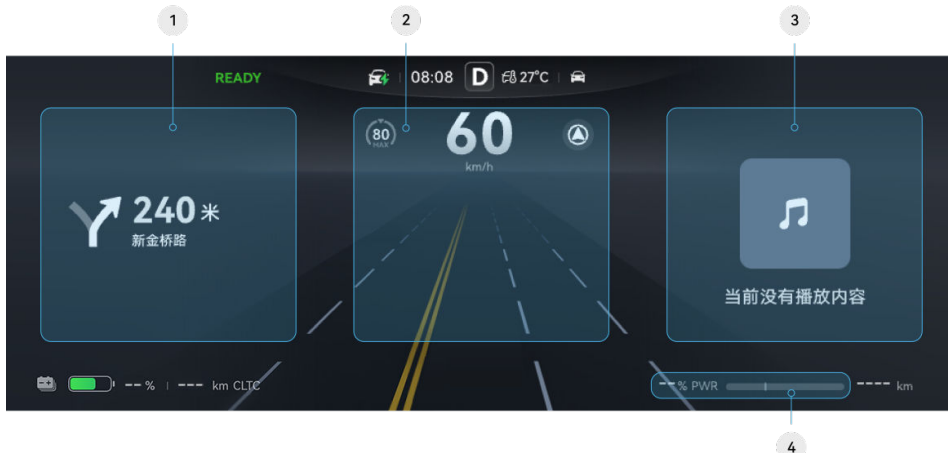 1
2
3
READY
08:08
D
27°C
80
MAX
60
km/h
240米
新金桥路
当前没有播放内容
--% | --- km CLTC
--% PWR
---- km
4